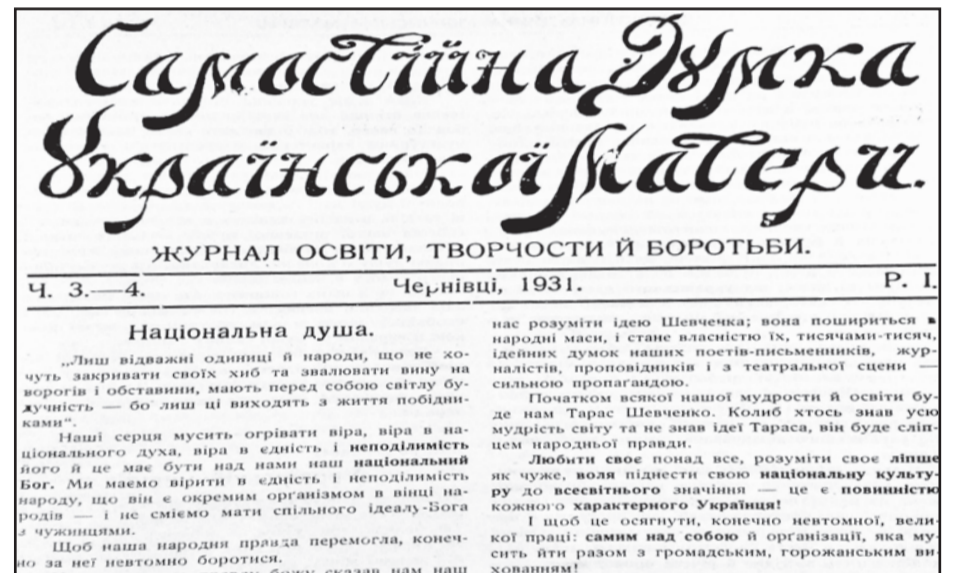 Самостійна Думка
Української Матери.
ЖУРНАЛ ОСВІТИ, ТВОРЧОСТИ Й БОРОТЬБИ.
Ч. 3.—4. Чернівці, 1931. Р. І.
Національна душа.
„Лиш відважні одиниці й народи, що не хо-
чуть закривати своїх хиб та звалювати вину на
ворогів і обставини, мають перед собою світлу бу-
дучність — бо лиш ці виходять з життя побідни-
ками“.
Наші серця мусить огрівати віра, віра в на-
ціонального духа, віра в єдність і неподілимість
його й це має бути над нами наш національний
Бог. Ми маємо вірити в єдність і неподілимість
народу, що він є окремим орґанізмом в вінці на-
родів — і не сміємо мати спільного ідеалу-Бога
з чужинцями.
Щоб наша народня правда перемогла, конеч-
но за неї невтомно боротися.
божу сказав нам наш
нас розуміти ідею Шевчечка; вона пошириться в
народні маси, і стане власністю їх, тисячами-тисяч,
ідейних думок наших поетів-письменників, жур-
налістів, проповідників і з театральної сцени —
сильною пропаґандою.
Початком всякої нашої мудрости й освіти бу-
де нам Тарас Шевченко. Колиб хтось знав усю
мудрість світу та не знав ідеї Тараса, він буде сліп-
цем народньої правди.
Любити своє понад все, розуміти своє ліпше
як чуже, воля піднести свою національну культу-
ру до всесвітнього значіння — це є повинністю
кожного характерного Українця!
І щоб це осягнути, конечно невтомної, вели-
кої праці: самим над собою й орґанізації, яка му-
сить йти разом з громадським, горожанським ви-
хованням!